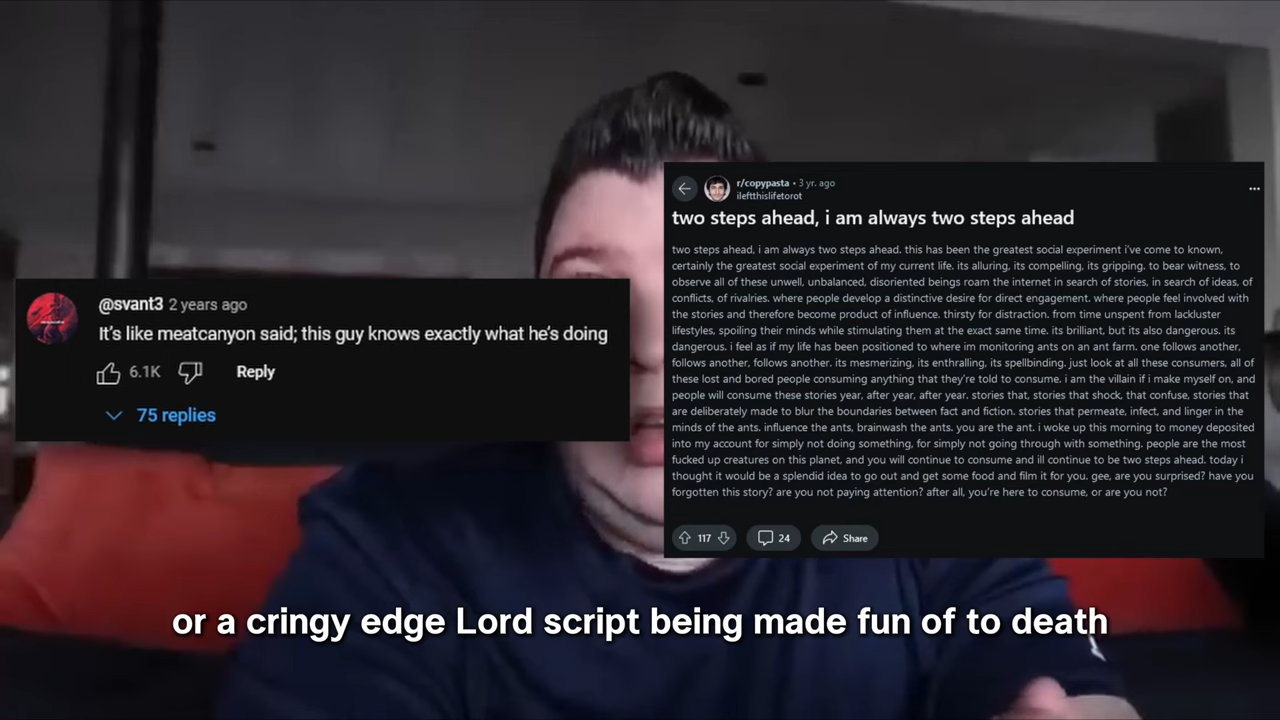 @svant3 2 years ago
It's like meatcanyon said; this guy knows exactly what he's doing
6.1K Reply
75 replies
r/copypasta • 3 yr. ago
ileftthislifetorot
two steps ahead, i am always two steps ahead
two steps ahead, i am always two steps ahead. this has been the greatest social experiment i've come to known,
certainly the greatest social experiment of my current life. its alluring, its compelling, its gripping. to bear witness, to
observe all of these unwell, unbalanced, disoriented beings roam the internet in search of stories, in search of ideas, of
conflicts, of rivalries. where people develop a distinctive desire for direct engagement. where people feel involved with
the stories and therefore become product of influence. thirsty for distraction. from time unspent from lackluster
lifestyles, spoiling their minds while stimulating them at the exact same time. its brilliant, but its also dangerous. its
dangerous. i feel as if my life has been positioned to where im monitoring ants on an ant farm. one follows another,
follows another, follows another. its mesmerizing, its enthralling, its spellbinding. just look at all these consumers, all of
these lost and bored people consuming anything that they're told to consume. i am the villain if i make myself on, and
people will consume these stories year, after year, after year. stories that, stories that shock, that confuse, stories that
are deliberately made to blur the boundaries between fact and fiction. stories that permeate, infect, and linger in the
minds of the ants. influence the ants, brainwash the ants. you are the ant. i woke up this morning to money deposited
into my account for simply not doing something, for simply not going through with something. people are the most
fucked up creatures on this planet, and you will continue to consume and ill continue to be two steps ahead. today i
thought it would be a splendid idea to go out and get some food and film it for you. gee, are you surprised? have you
forgotten this story? are you not paying attention? after all, you're here to consume, or are you not?
117 24 Share
or a cringy edge Lord script being made fun of to death